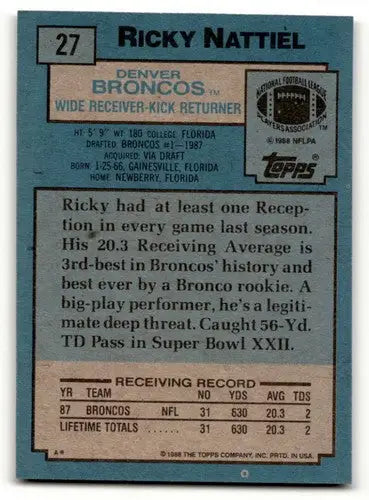 27 RICKY NATTIEL
DENVER
BRONCOS™
WIDE RECEIVER-KICK RETURNER
NATIONAL FOOTBALL LEAGUE
PLAYERS ASSOCIATION™
© 1988 NFLPA
TOPPS®
HT 5' 9" WT 180 COLLEGE FLORIDA
DRAFTED: BRONCOS #1—1987
ACQUIRED: VIA DRAFT
BORN: 1-25-66, GAINESVILLE, FLORIDA
HOME: NEWBERRY, FLORIDA
Ricky had at least one Recep-
tion in every game last season.
His 20.3 Receiving Average is
3rd-best in Broncos' history and
best ever by a Bronco rookie. A
big-play performer, he's a legiti-
mate deep threat. Caught 56-Yd.
TD Pass in Super Bowl XXII.
RECEIVING RECORD
YR TEAM NO YDS AVG TDS
87 BRONCOS NFL 31 630 20.3 2
LIFETIME TOTALS . . . . . . 31 630 20.3 2
A* © 1988 THE TOPPS COMPANY, INC. PRTD. IN U.S.A.